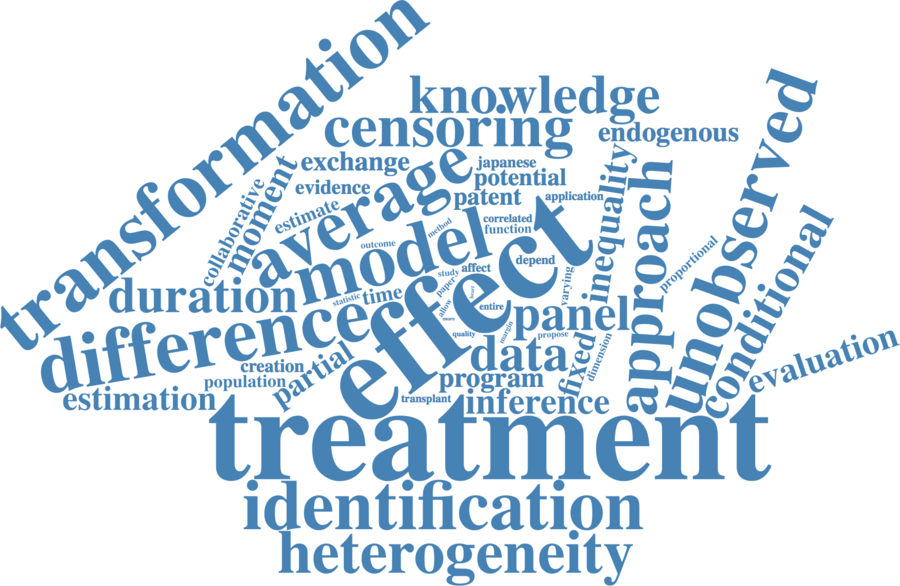 transformation
knowledge
censoring
endogenous
unobserved
exchange
average
japanese
potential
evidence
patent
application
collaborative
moment
estimate
inequality
approach
conditional
proportional
correlated
function
method
outcome
model
effect
depend
affect
study
paper
heart
varying
duration
statistic
time
allow
entire
more
panel
difference
quality
margin
propose
dimension
fixed
data
partial
creation
population
program
evaluation
estimation
transplant
inference
treatment
identification
heterogeneity